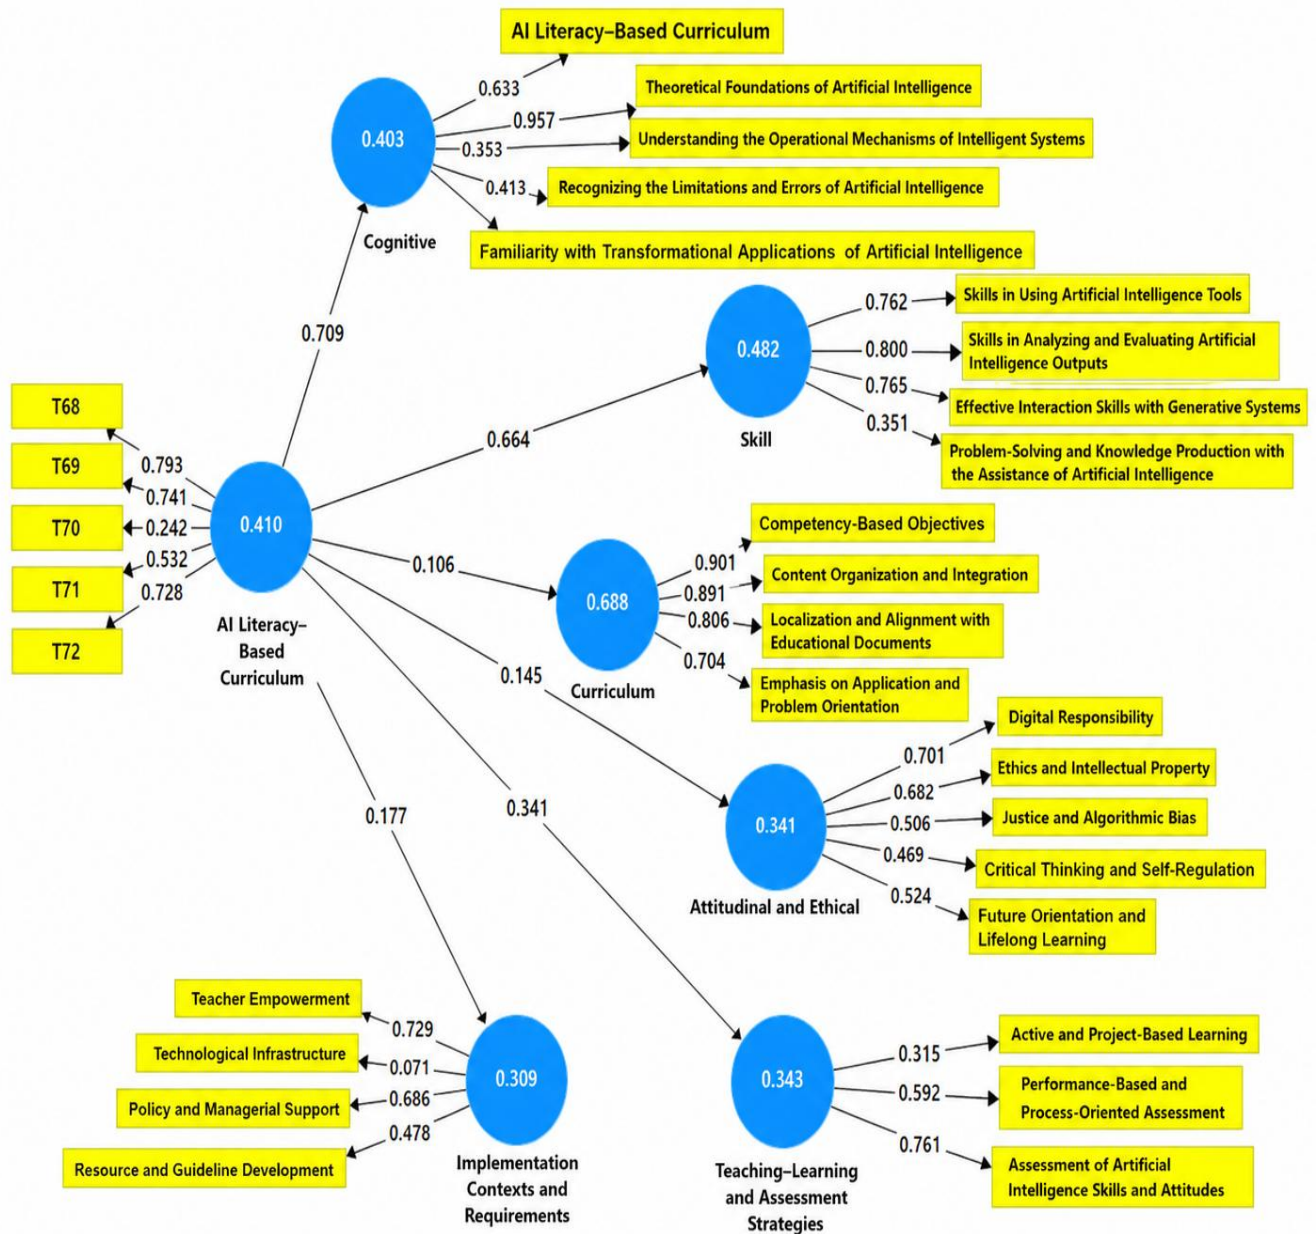 AI Literacy–Based Curriculum
0.633
Theoretical Foundations of Artificial Intelligence
0.957
Understanding the Operational Mechanisms of Intelligent Systems
0.403
0.353
Recognizing the Limitations and Errors of Artificial Intelligence
0.413
Cognitive
Familiarity with Transformational Applications of Artificial Intelligence
0.709
0.762
Skills in Using Artificial Intelligence Tools
0.482
0.800
Skills in Analyzing and Evaluating Artificial
Intelligence Outputs
0.765
Effective Interaction Skills with Generative Systems
0.351
Problem-Solving and Knowledge Production with
the Assistance of Artificial Intelligence
Skill
0.664
T68
0.793
T69
0.741
T70
0.242
0.410
0.532
T71
0.728
T72
AI Literacy–
Based
Curriculum
0.106
Competency-Based Objectives
0.901
Content Organization and Integration
0.891
0.688
0.806
Localization and Alignment with
Educational Documents
0.704
Emphasis on Application and
Problem Orientation
Curriculum
0.145
Digital Responsibility
0.701
Ethics and Intellectual Property
0.682
0.341
0.506
Justice and Algorithmic Bias
0.469
Critical Thinking and Self-Regulation
0.524
Future Orientation and
Lifelong Learning
Attitudinal and Ethical
0.177
0.341
Teacher Empowerment
0.729
Technological Infrastructure
0.071
0.309
Policy and Managerial Support
0.686
0.478
Resource and Guideline Development
Implementation
Contexts and
Requirements
0.343
0.315
Active and Project-Based Learning
0.592
Performance-Based and
Process-Oriented Assessment
0.761
Assessment of Artificial
Intelligence Skills and Attitudes
Teaching–Learning
and Assessment
Strategies